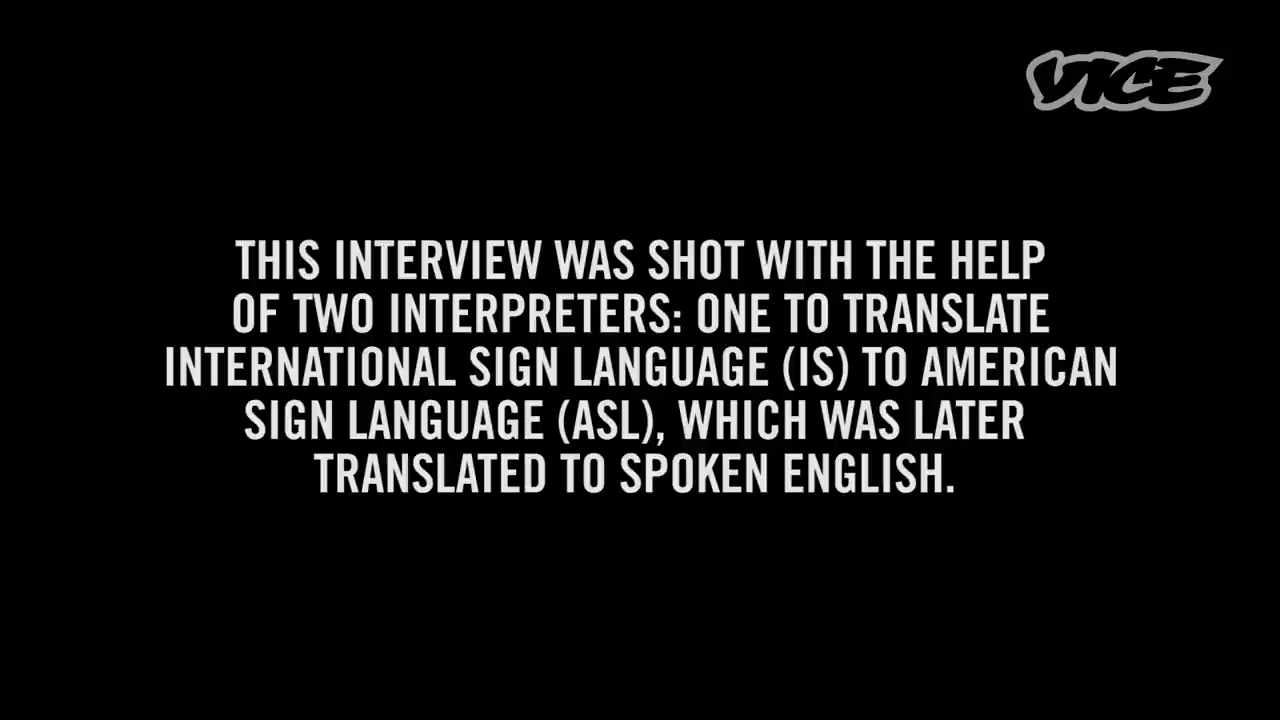 VICE
THIS INTERVIEW WAS SHOT WITH THE HELP
OF TWO INTERPRETERS: ONE TO TRANSLATE
INTERNATIONAL SIGN LANGUAGE (IS) TO AMERICAN
SIGN LANGUAGE (ASL), WHICH WAS LATER
TRANSLATED TO SPOKEN ENGLISH.